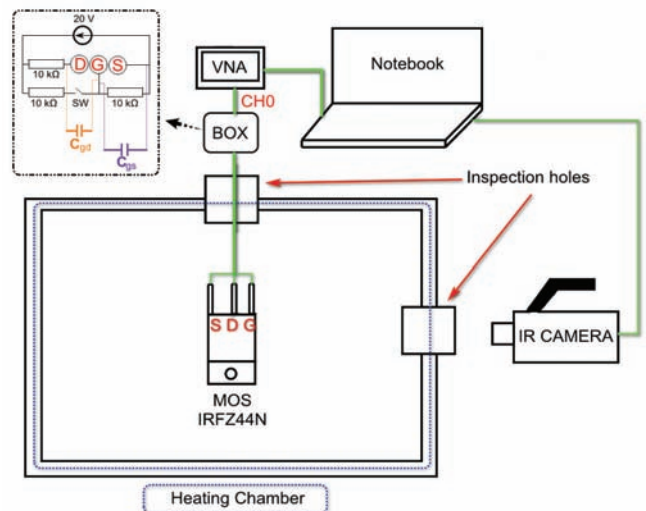 20 V
D G S
10 kΩ
10 kΩ
SW
10 kΩ
Cgd
Cgs
VNA
CH0
BOX
Notebook
Inspection holes
S D G
MOS
IRFZ44N
IR CAMERA
Heating Chamber